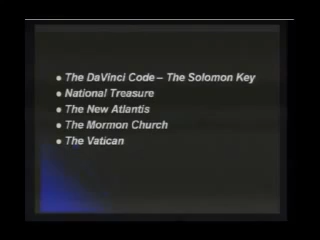 ● The DaVinci Code – The Solomon Key
● National Treasure
● The New Atlantis
● The Mormon Church
● The Vatican